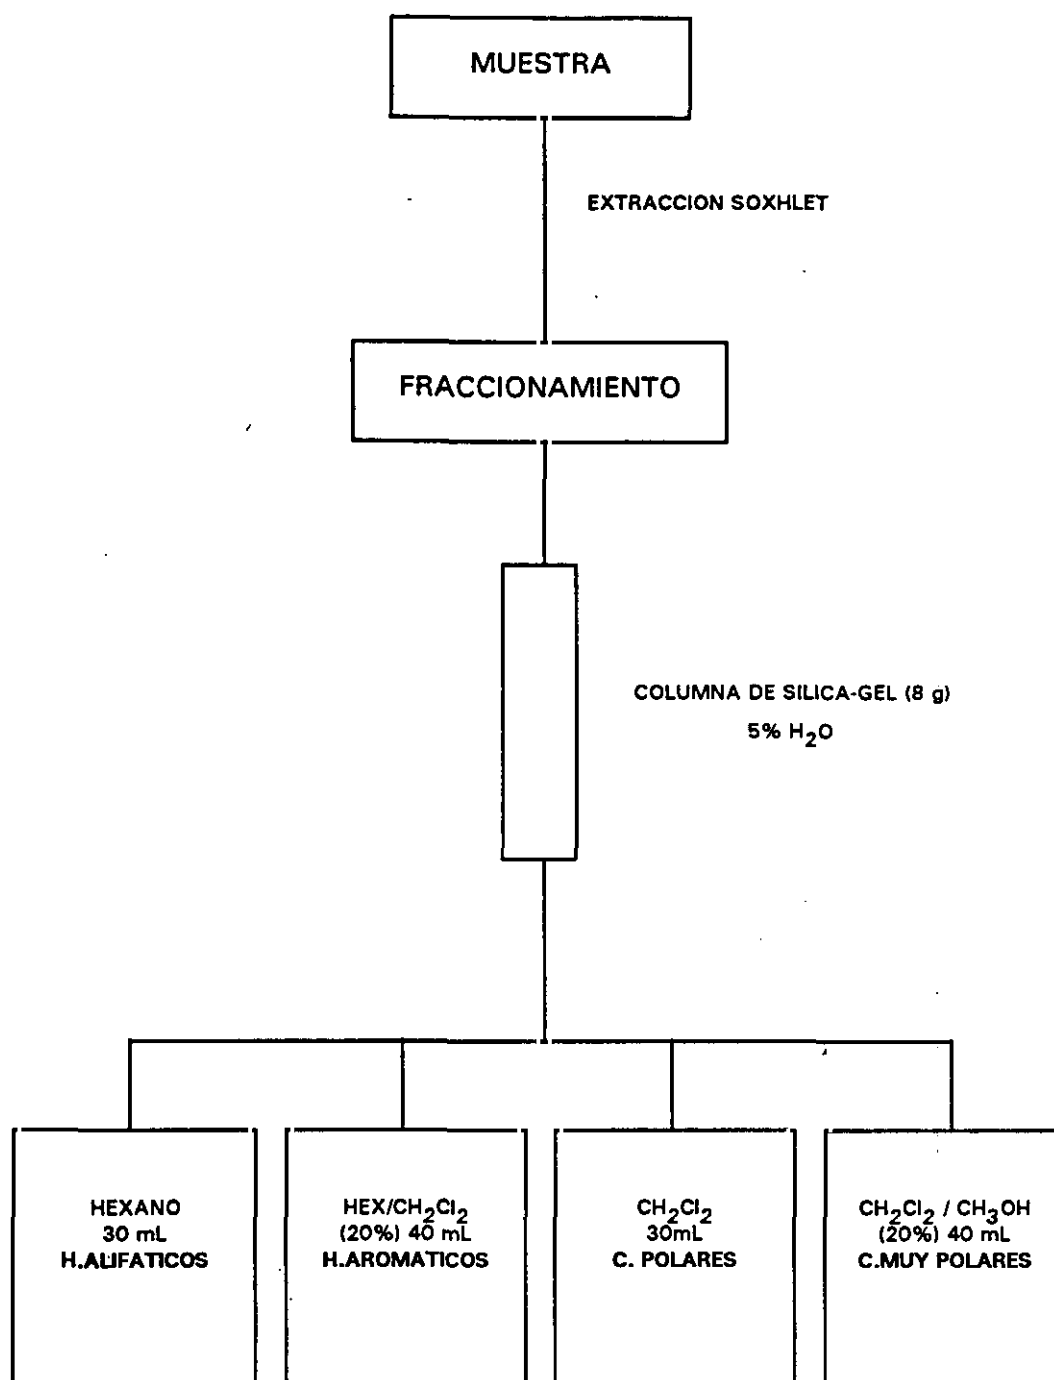 MUESTRA
EXTRACCION SOXHLET
FRACCIONAMIENTO
COLUMNA DE SILICA-GEL (8 g)
5% H₂O
HEXANO
30 mL
H.ALIFATICOS
HEX/CH₂Cl₂
(20%) 40 mL
H.AROMATICOS
CH₂Cl₂
30mL
C. POLARES
CH₂Cl₂ / CH₃OH
(20%) 40 mL
C.MUY POLARES